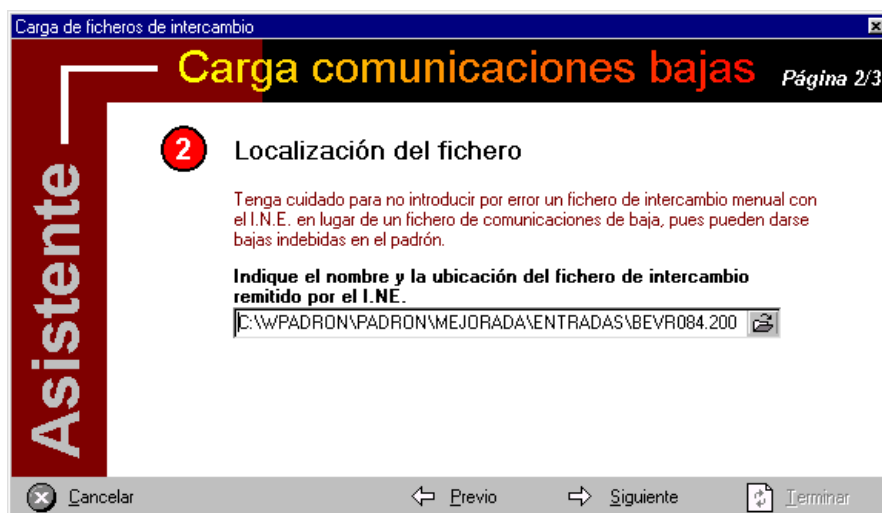 Carga de ficheros de intercambio
Carga comunicaciones bajas
Página 2/3
Asistente
2
Localización del fichero
Tenga cuidado para no introducir por error un fichero de intercambio menual con
el I.N.E. en lugar de un fichero de comunicaciones de baja, pues pueden darse
bajas indebidas en el padrón.
Indique el nombre y la ubicación del fichero de intercambio
remitido por el I.NE.
C:\WPADRON\PADRON\MEJORADA\ENTRADAS\BEVR084.200
Cancelar
Previo
Siguiente
Terminar